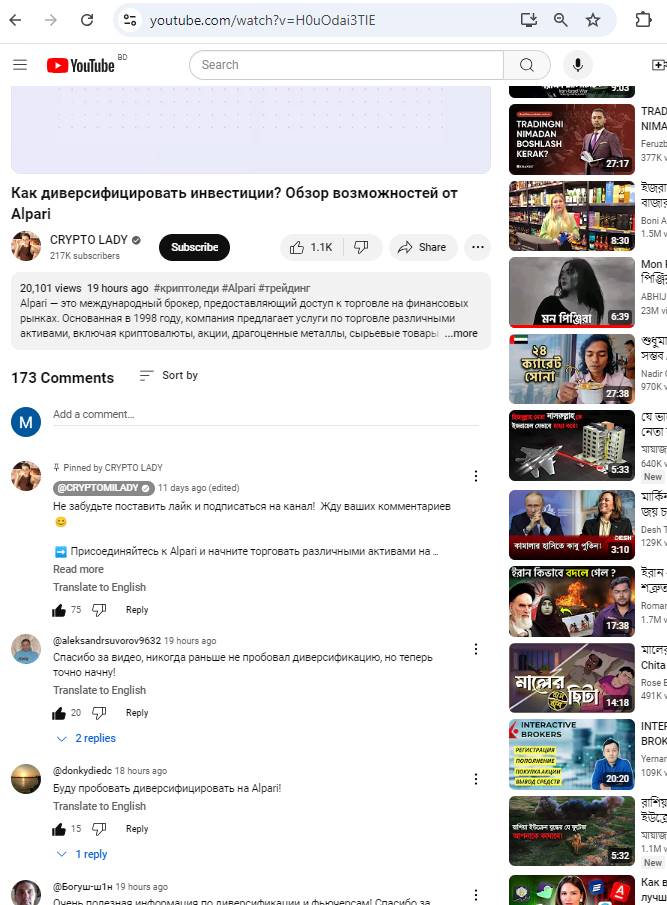 youtube.com/watch?v=H0uOdai3TlE
YouTube BD
Search
Как диверсифицировать инвестиции? Обзор возможностей от
Alpari
CRYPTO LADY
217K subscribers
Subscribe
1.1K
Share
20,101 views 19 hours ago #криптоледи #Alpari #трейдинг
Alpari — это международный брокер, предоставляющий доступ к торговле на финансовых
рынках. Основанная в 1998 году, компания предлагает услуги по торговле различными
активами, включая криптовалюты, акции, драгоценные металлы, сырьевые товары ...more
173 Comments
Sort by
M
Add a comment...
Pinned by CRYPTO LADY
@CRYPTOMILADY 11 days ago (edited)
Не забудьте поставить лайк и подписаться на канал! Жду ваших комментариев
😊
➡️ Присоединяйтесь к Alpari и начните торговать различными активами на ...
Read more
Translate to English
75 Reply
@aleksandrsuvorov9632 19 hours ago
Спасибо за видео, никогда раньше не пробовал диверсификацию, но теперь
точно начну!
Translate to English
20 Reply
2 replies
@donkydiedc 18 hours ago
Буду пробовать диверсифицировать на Alpari!
Translate to English
15 Reply
1 reply
@Богуш-ш1н 19 hours ago
Очень полезная информация по диверсификации и фьючерсам! Спасибо за
9:03
TRADINGNI
NIMADAN
BOSHLASH
KERAK?
27:17
TRAD
NIMA
Feruzb
377K v
8:30
ইজরা
বাজার
Boni A
1.5M v
মন পিঞ্জিরা
6:39
Mon
পিঞ্জি
ABHIJ
23M vi
২৪
ক্যারেট
সোনা
27:38
শুধুমা
সম্ভব
Nadir
970K v
5:33
যে ভা
নেতা
640K v
New
DESH
কামালার হাসিতে কাবু পুতিন!
3:10
মার্কিন
জয় চ
Desh T
129K v
ইরান কিভাবে বদলে গেল ?
17:38
ইরান
শত্রু
Roman
1.7M v
মালের
চিটা
14:18
মালের
Chita
Rose B
491K v
INTERACTIVE
BROKERS
РЕГИСТРАЦИЯ
ПОПОЛНЕНИЕ
ПОКУПКА АКЦИИ
ВЫВОД СРЕДСТВ
20:20
INTER
BROK
Yernar
109K v
5:32
রাশিয়া
ইউক্রে
1.1M v
New
Как в
лучш